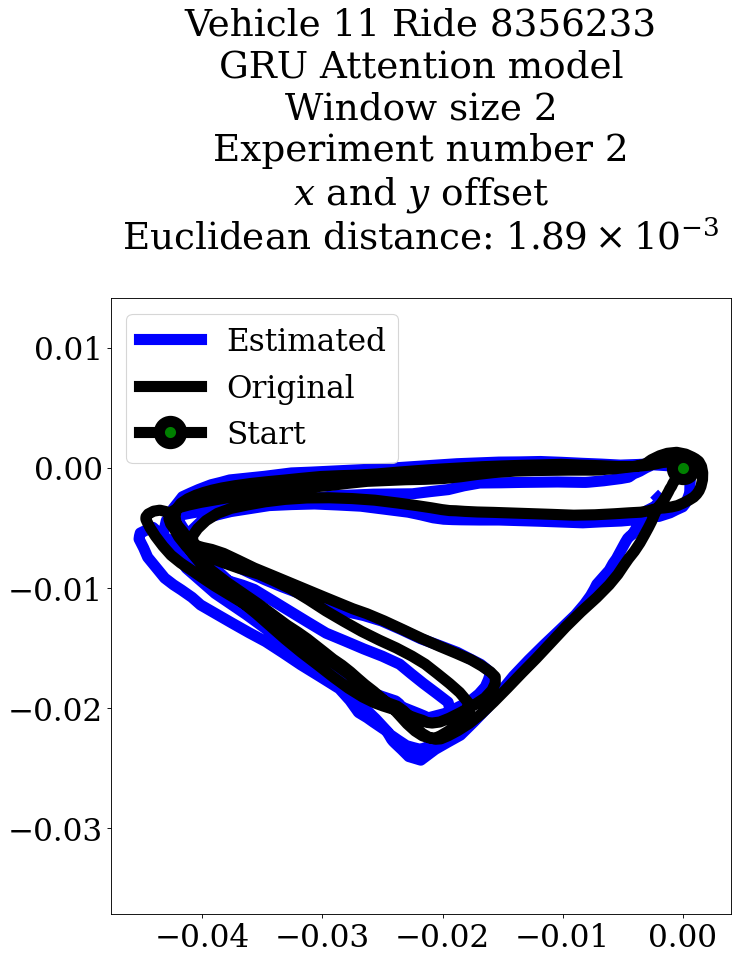 Vehicle 11 Ride 8356233
GRU Attention model
Window size 2
Experiment number 2
x and y offset
Euclidean distance: 1.89 × 10⁻³
Estimated
Original
Start
0.01
0.00
−0.01
−0.02
−0.03
−0.04 −0.03 −0.02 −0.01 0.00